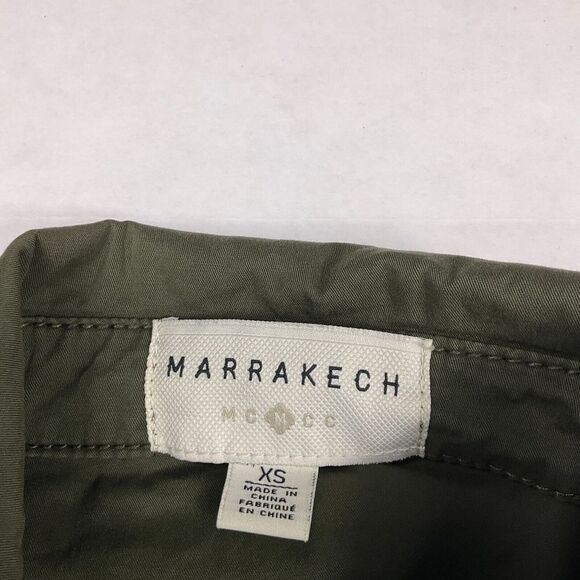 MARRAKECH
MC CC
XS
MADE IN
CHINA
FABRIQUÉ
EN CHINE